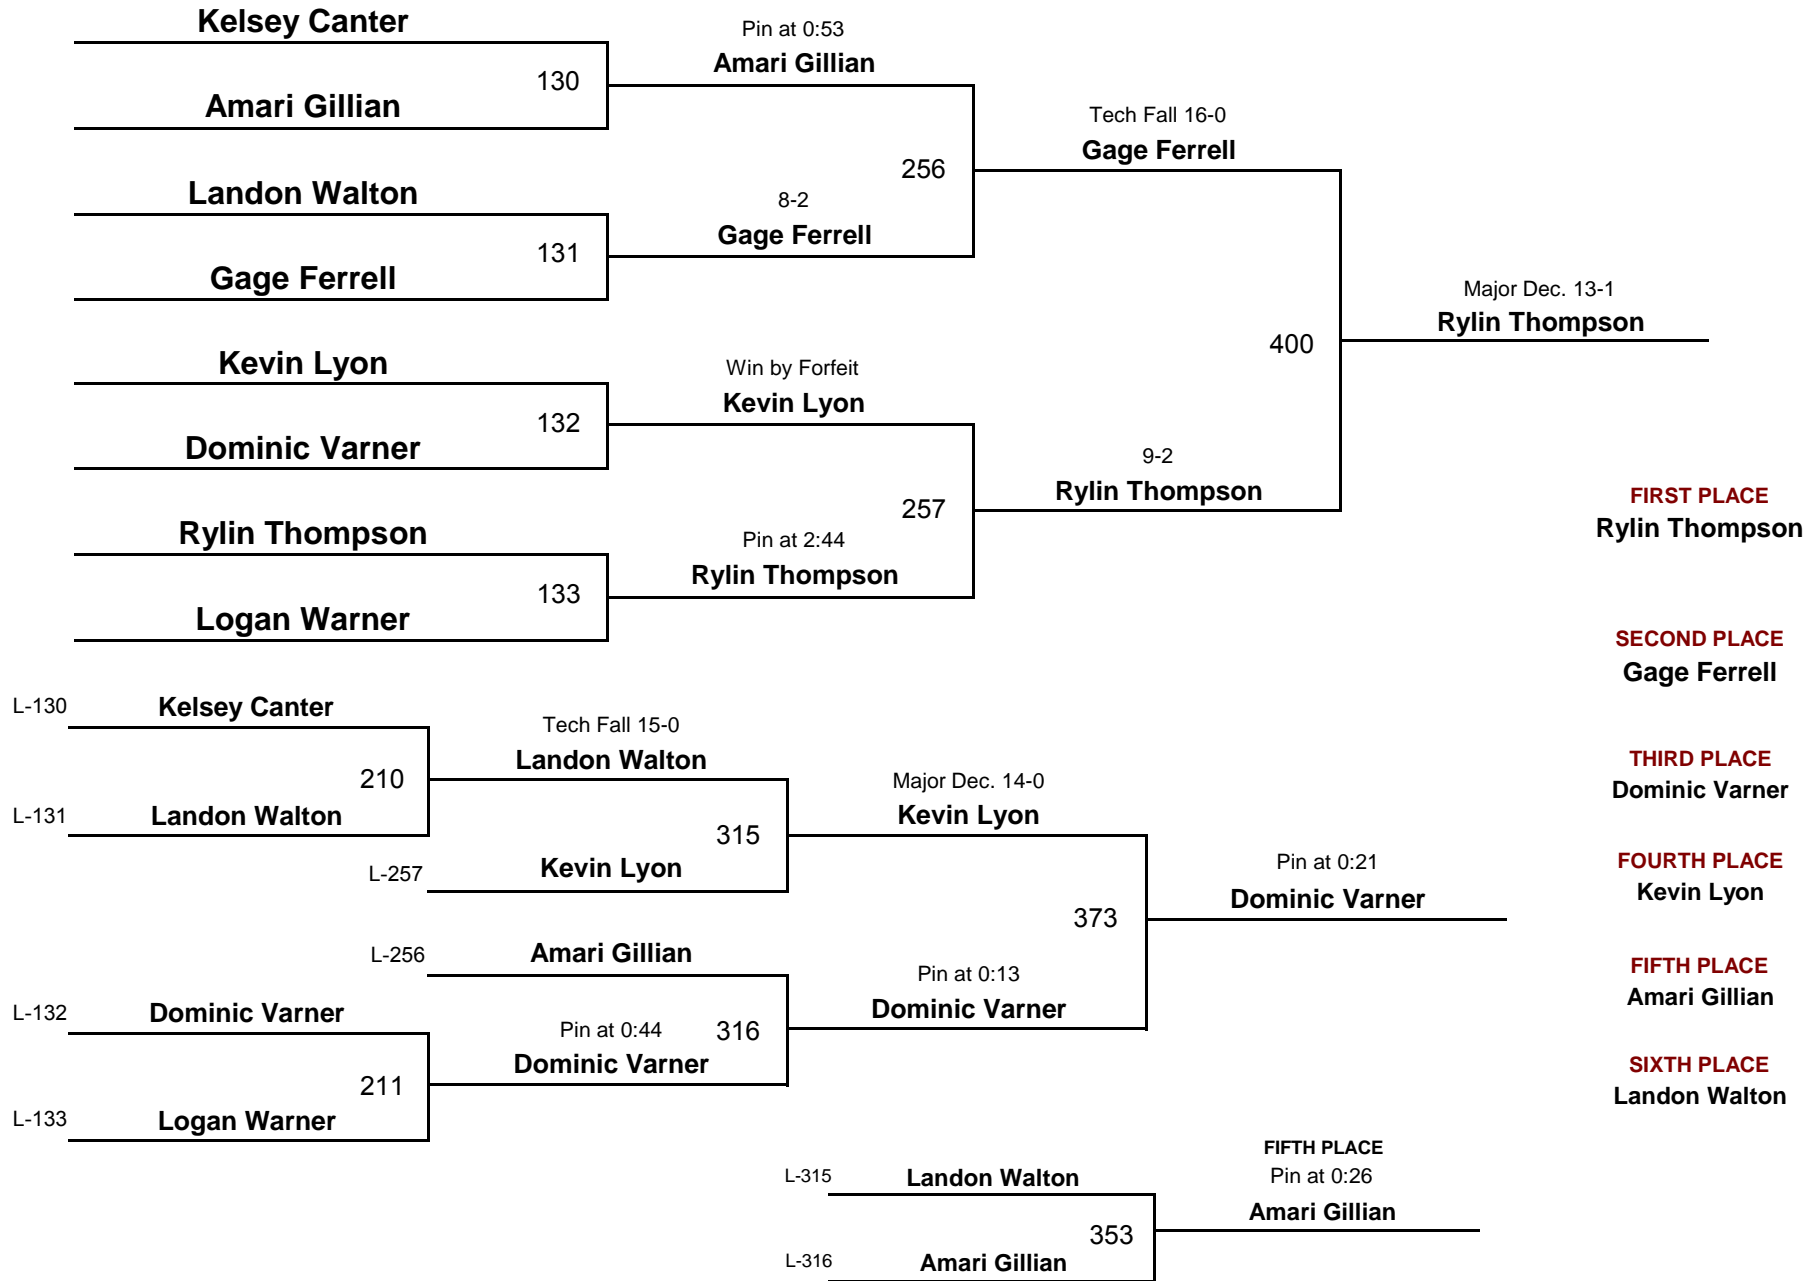 Kelsey Canter
Pin at 0:53
Amari Gillian
130
Amari Gillian
Tech Fall 16-0
Gage Ferrell
256
Landon Walton
8-2
Gage Ferrell
131
Gage Ferrell
Major Dec. 13-1
Rylin Thompson
400
Kevin Lyon
Win by Forfeit
Kevin Lyon
132
Dominic Varner
9-2
Rylin Thompson
257
Rylin Thompson
Pin at 2:44
Rylin Thompson
133
Logan Warner
FIRST PLACE
Rylin Thompson
SECOND PLACE
Gage Ferrell
L-130 Kelsey Canter
Tech Fall 15-0
Landon Walton
210
L-131 Landon Walton
Major Dec. 14-0
Kevin Lyon
315
L-257 Kevin Lyon
Pin at 0:21
Dominic Varner
373
L-256 Amari Gillian
Pin at 0:13
Dominic Varner
L-132 Dominic Varner
Pin at 0:44
316
Dominic Varner
211
L-133 Logan Warner
THIRD PLACE
Dominic Varner
FOURTH PLACE
Kevin Lyon
FIFTH PLACE
Amari Gillian
SIXTH PLACE
Landon Walton
FIFTH PLACE
L-315 Landon Walton
Pin at 0:26
Amari Gillian
353
L-316 Amari Gillian